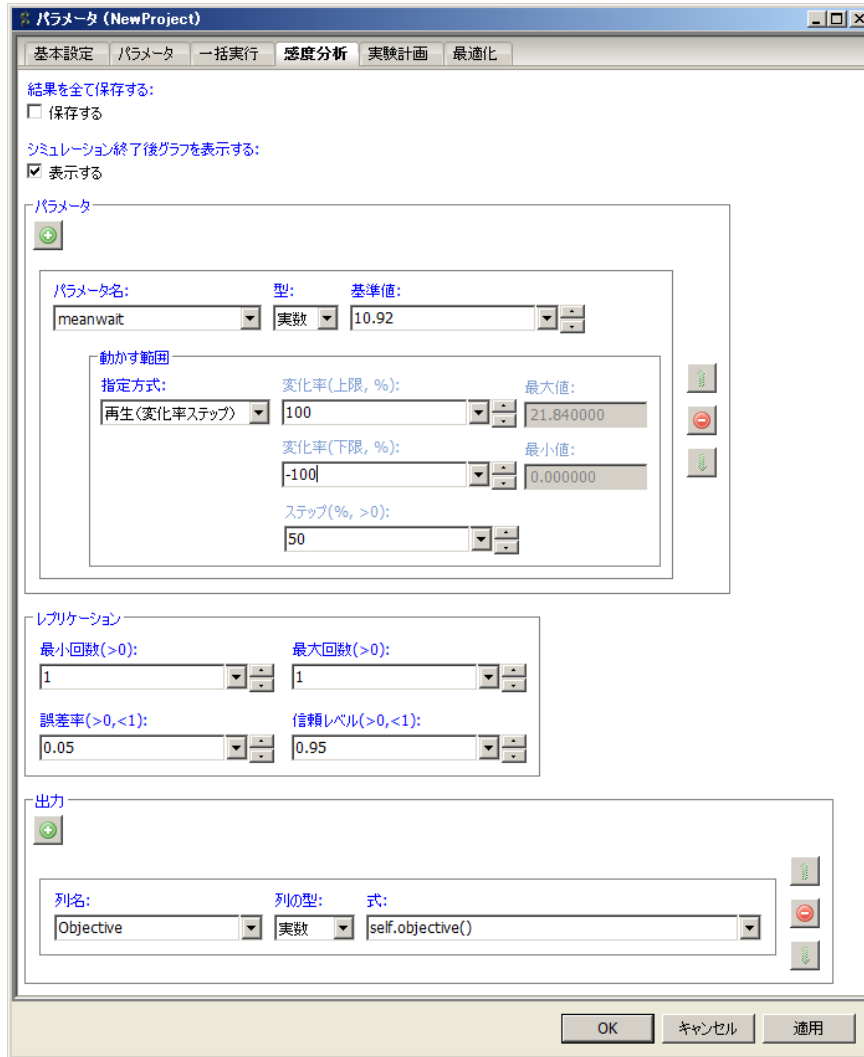 パラメータ (NewProject)
基本設定 パラメータ 一括実行 感度分析 実験計画 最適化
結果を全て保存する:
保存する
シミュレーション終了後グラフを表示する:
表示する
パラメータ
パラメータ名: 型: 基準値:
meanwait 実数 10.92
動かす範囲
指定方式: 変化率(上限, %): 最大値:
再生(変化率ステップ) 100 21.840000
変化率(下限, %): 最小値:
-100 0.000000
ステップ(%, >0):
50
レプリケーション
最小回数(>0): 最大回数(>0):
1 1
誤差率(>0,<1): 信頼レベル(>0,<1):
0.05 0.95
出力
列名: 列の型: 式:
Objective 実数 self.objective()
OK キャンセル 適用